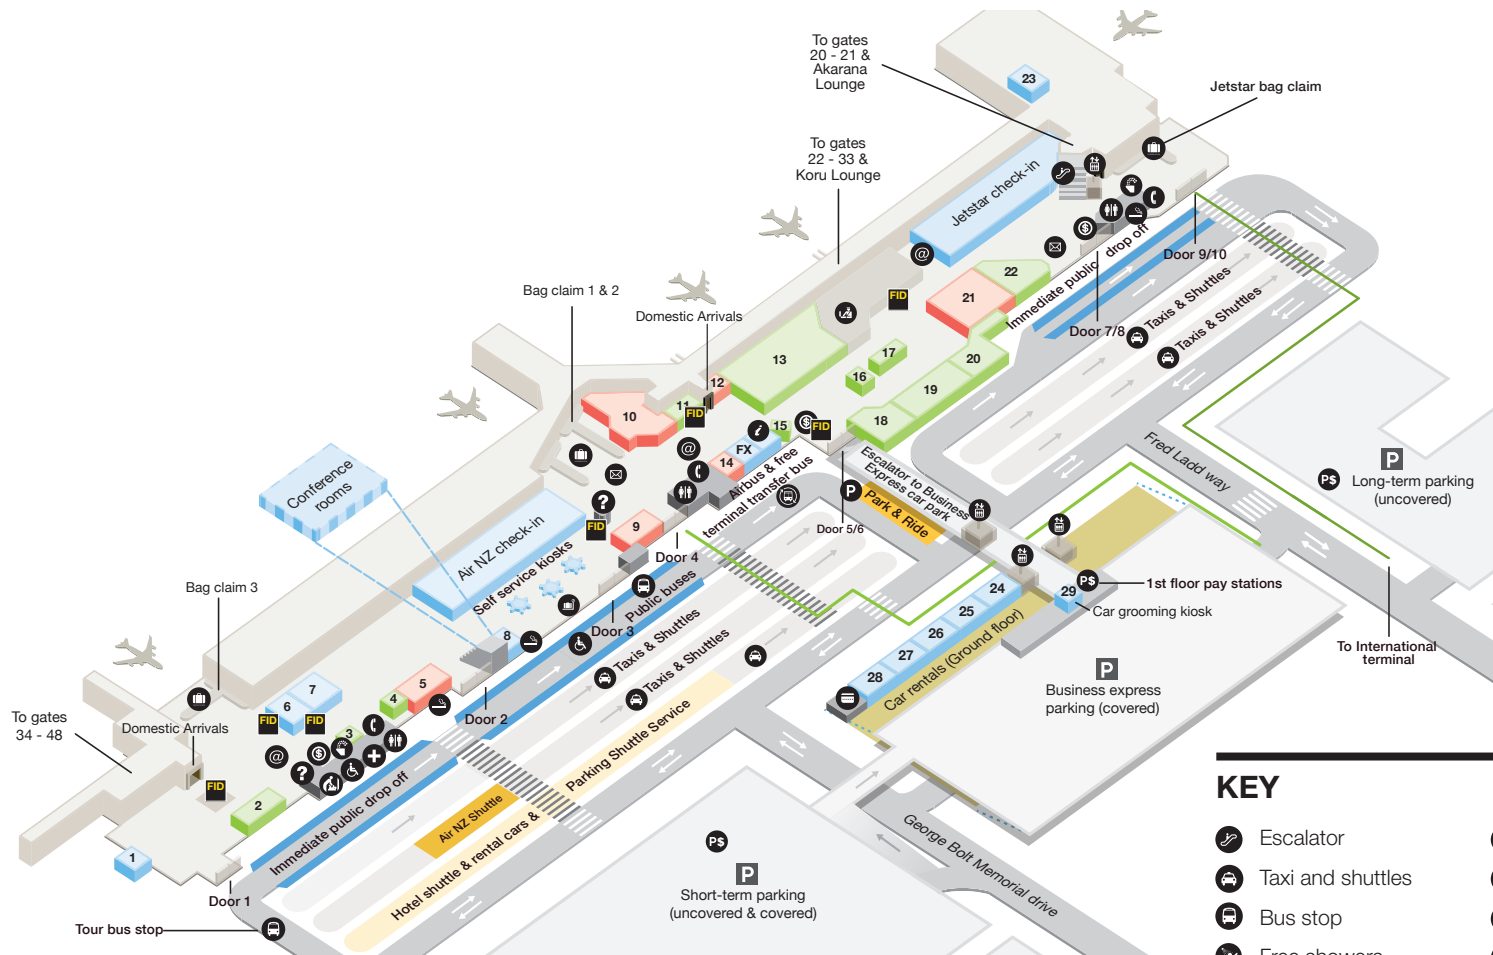 To gates
20 - 21 &
Akarana
Lounge
23
Jetstar bag claim
To gates
22 - 33 &
Koru Lounge
Jetstar check-in
@
$
Immediate public drop off
Door 9/10
Door 7/8
Taxis & Shuttles
Taxis & Shuttles
22
21
FID
Bag claim 1 & 2
Domestic Arrivals
13
12
11
FID
10
17
16
20
19
18
15
$
FID
i
FX
14
@
Airbus & free
terminal transfer bus
Escalator to Business
Express car park
P
Park & Ride
Door 5/6
Fred Ladd way
P
P$
Long-term parking
(uncovered)
Conference
rooms
Air NZ check-in
Self service kiosks
?
FID
9
Door 4
Public buses
Door 3
8
Taxis & Shuttles
Taxis & Shuttles
Door 2
Parking Shuttle Service
24
25
26
27
28
29
P$
1st floor pay stations
Car grooming kiosk
Car rentals (Ground floor)
P
Business express
parking (covered)
To International
terminal
Bag claim 3
7
6
5
4
3
FID
FID
@
$
?
To gates
34 - 48
Domestic Arrivals
FID
2
1
Door 1
Immediate public drop off
Air NZ Shuttle
Hotel shuttle & rental cars &
Tour bus stop
P$
P
Short-term parking
(uncovered & covered)
George Bolt Memorial drive
KEY
Escalator
Taxi and shuttles
Bus stop
Free showers